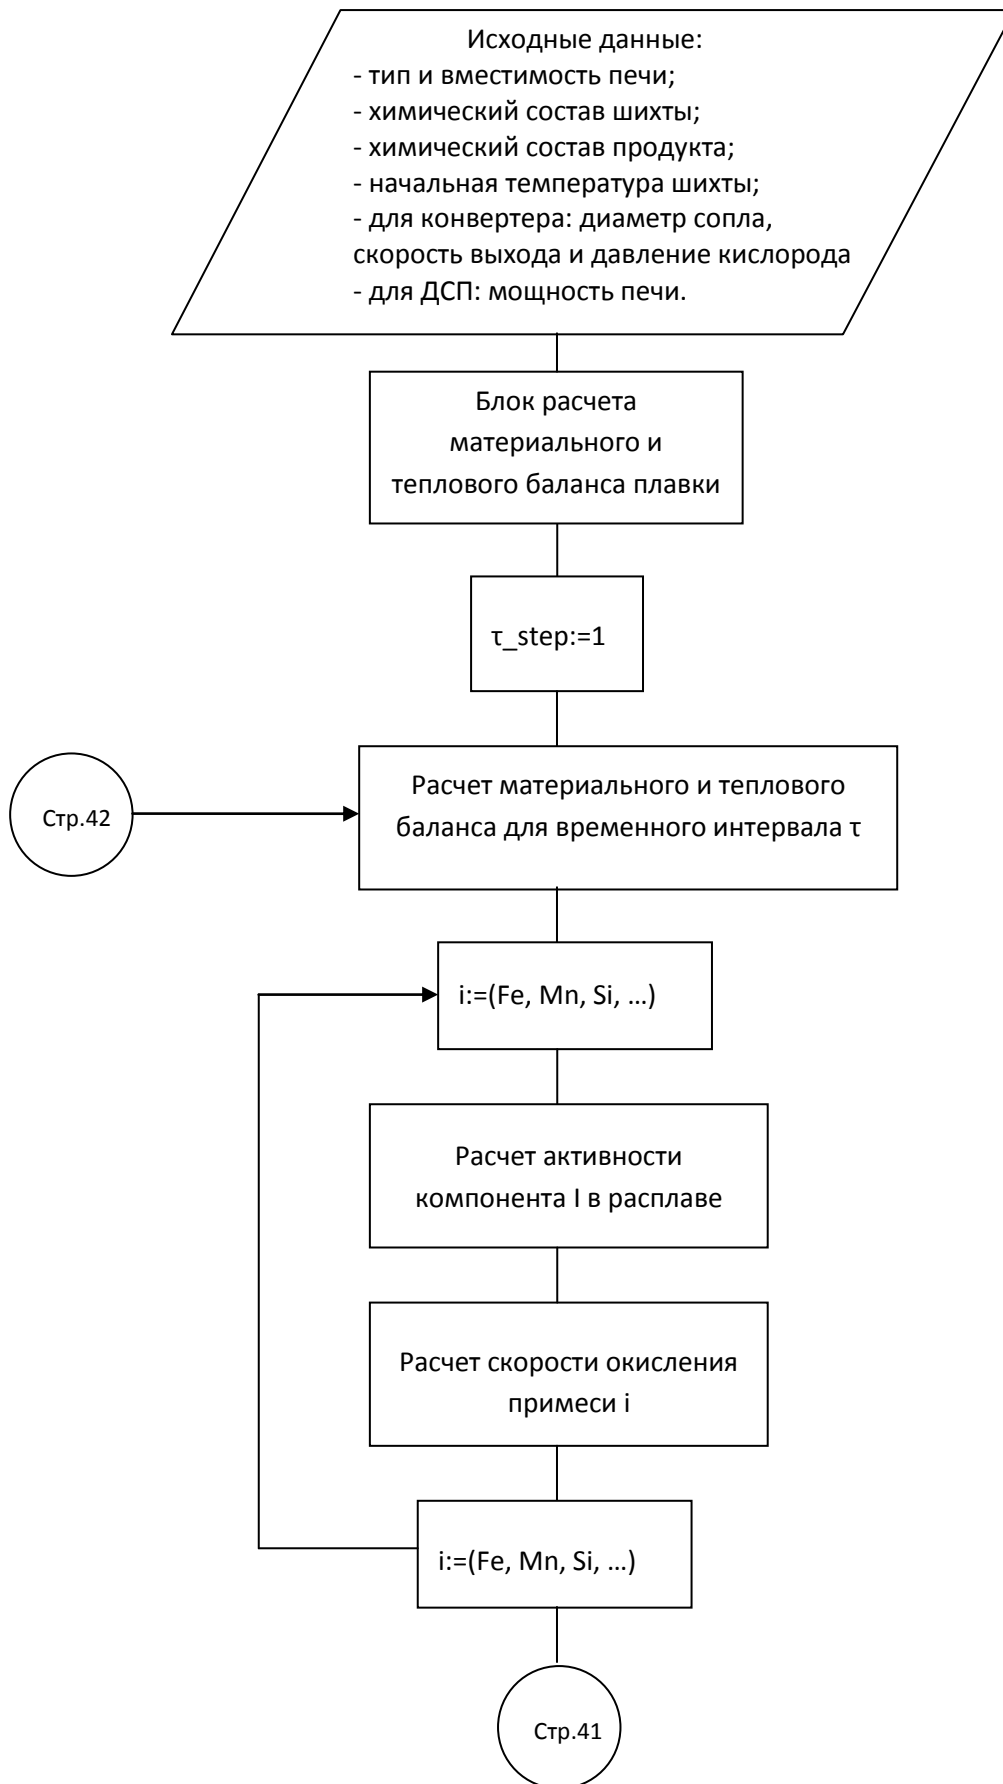 Исходные данные:
- тип и вместимость печи;
- химический состав шихты;
- химический состав продукта;
- начальная температура шихты;
- для конвертера: диаметр сопла,
скорость выхода и давление кислорода
- для ДСП: мощность печи.
Блок расчета
материального и
теплового баланса плавки
τ_step:=1
Стр.42
Расчет материального и теплового
баланса для временного интервала τ
i:=(Fe, Mn, Si, ...)
Расчет активности
компонента I в расплаве
Расчет скорости окисления
примеси i
i:=(Fe, Mn, Si, ...)
Стр.41